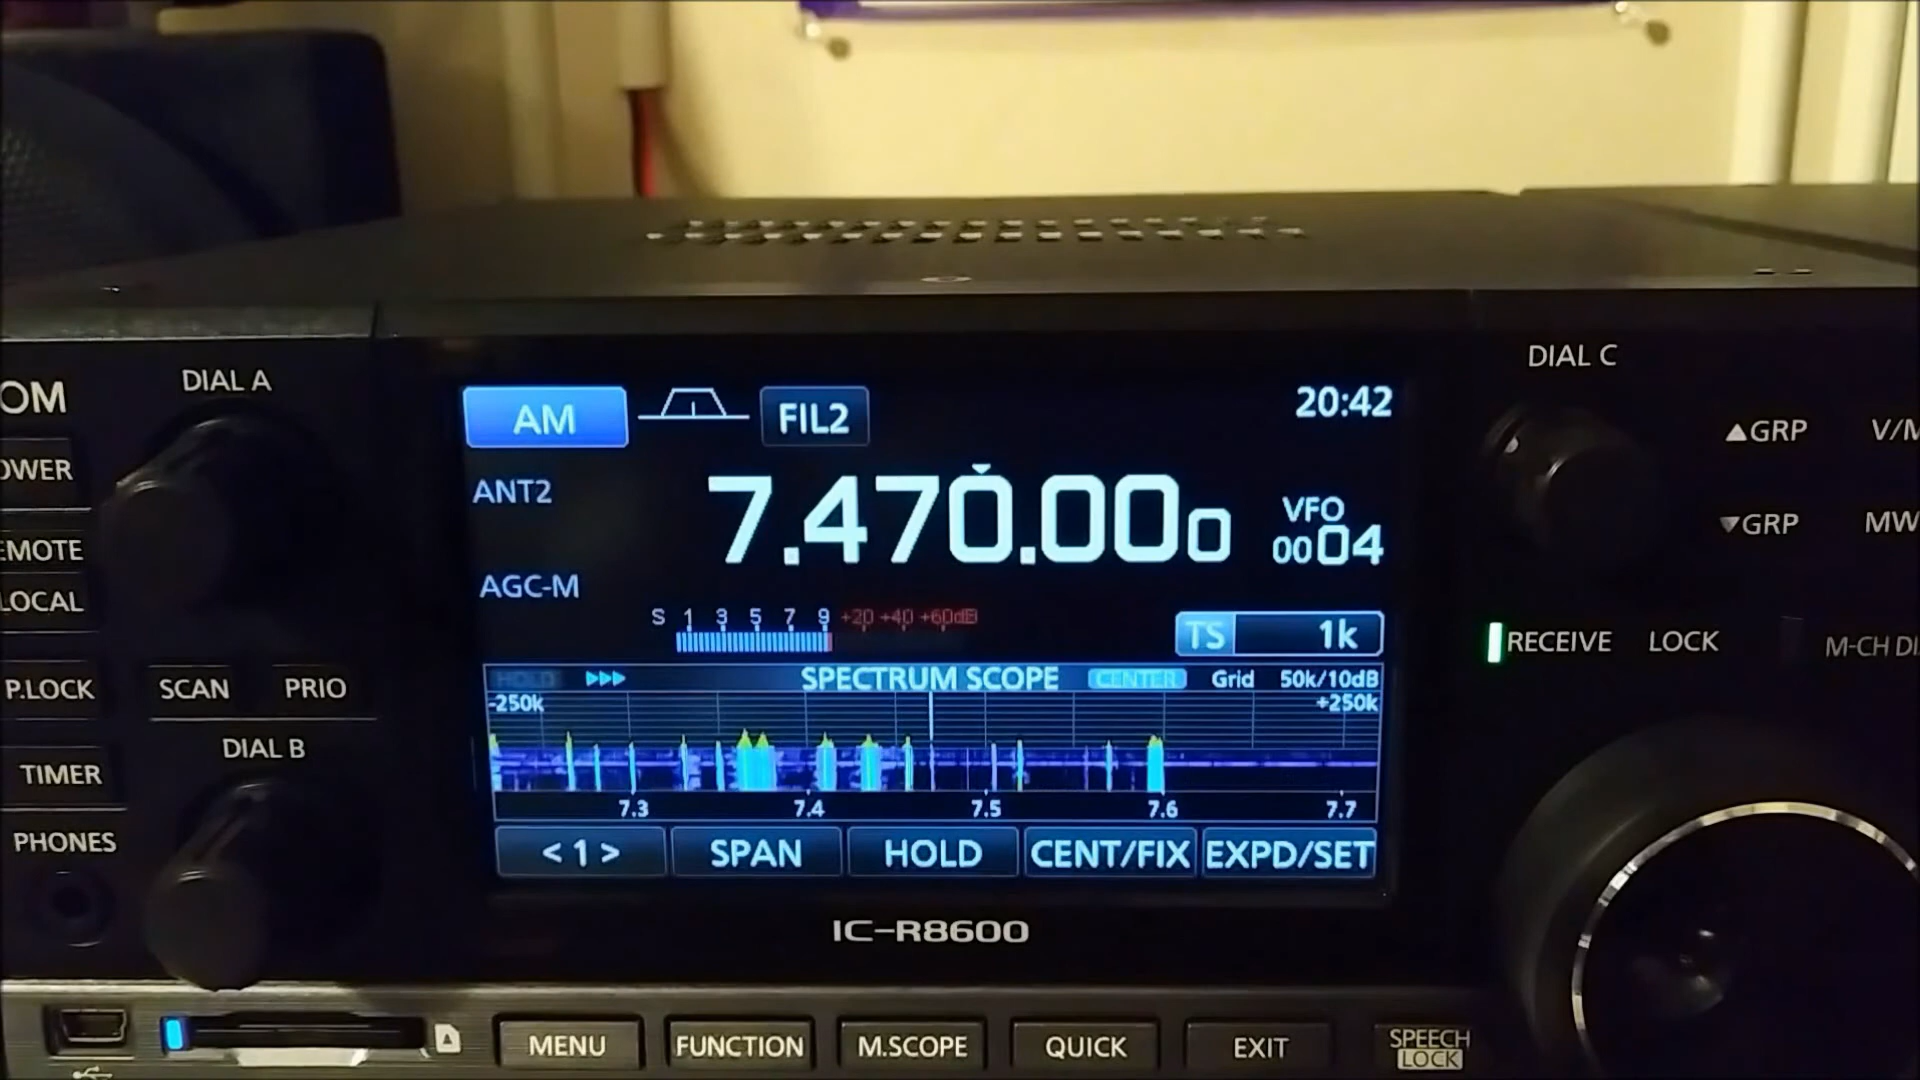 DIAL A
OM
OWER
EMOTE
LOCAL
P.LOCK
SCAN PRIO
DIAL B
TIMER
PHONES
AM FIL2 20:42
ANT2
7.470.000
VFO
0004
AGC-M
S 1 3 5 7 9 +20 +40 +60dB
TS 1k
HOLD SPECTRUM SCOPE CENTER Grid 50k/10dB
-250k +250k
7.3 7.4 7.5 7.6 7.7
< 1 > SPAN HOLD CENT/FIX EXPD/SET
IC-R8600
DIAL C
▲GRP V/M
▼GRP MW
RECEIVE LOCK M-CH DI
MENU FUNCTION M.SCOPE QUICK EXIT SPEECH
LOCK